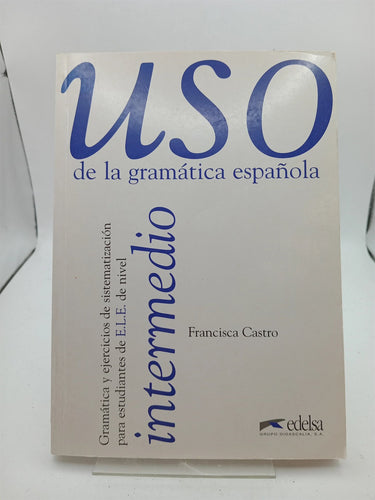 uso
de la gramática española
Gramática y ejercicios de sistematización
para estudiantes de E.L.E. de nivel
intermedio
Francisca Castro
edelsa
GRUPO DIDASCALIA, S.A.